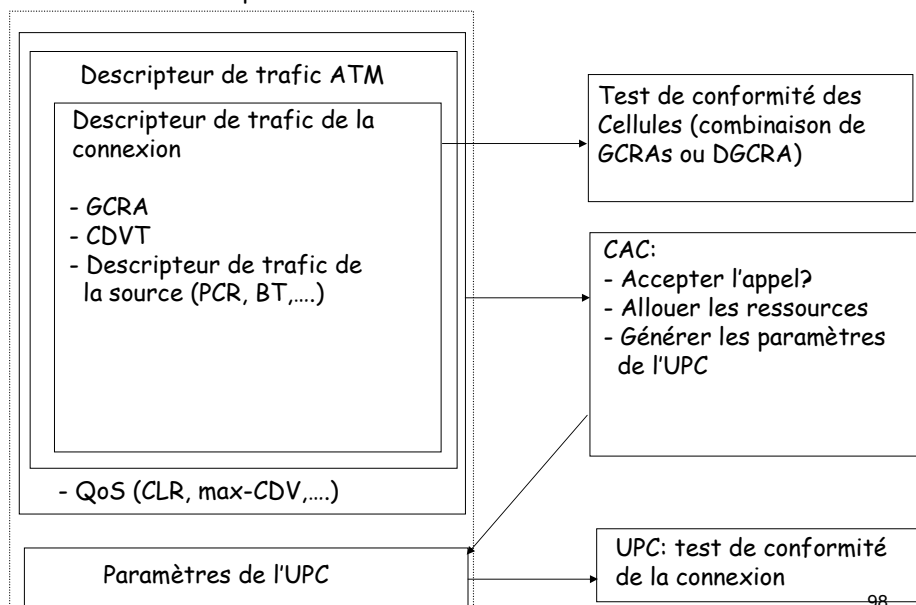 Descripteur de trafic ATM
Descripteur de trafic de la
connexion
- GCRA
- CDVT
- Descripteur de trafic de
la source (PCR, BT,....)
- QoS (CLR, max-CDV,....)
Paramètres de l'UPC
Test de conformité des
Cellules (combinaison de
GCRAs ou DGCRA)
CAC:
- Accepter l'appel?
- Allouer les ressources
- Générer les paramètres
de l'UPC
UPC: test de conformité
de la connexion
98